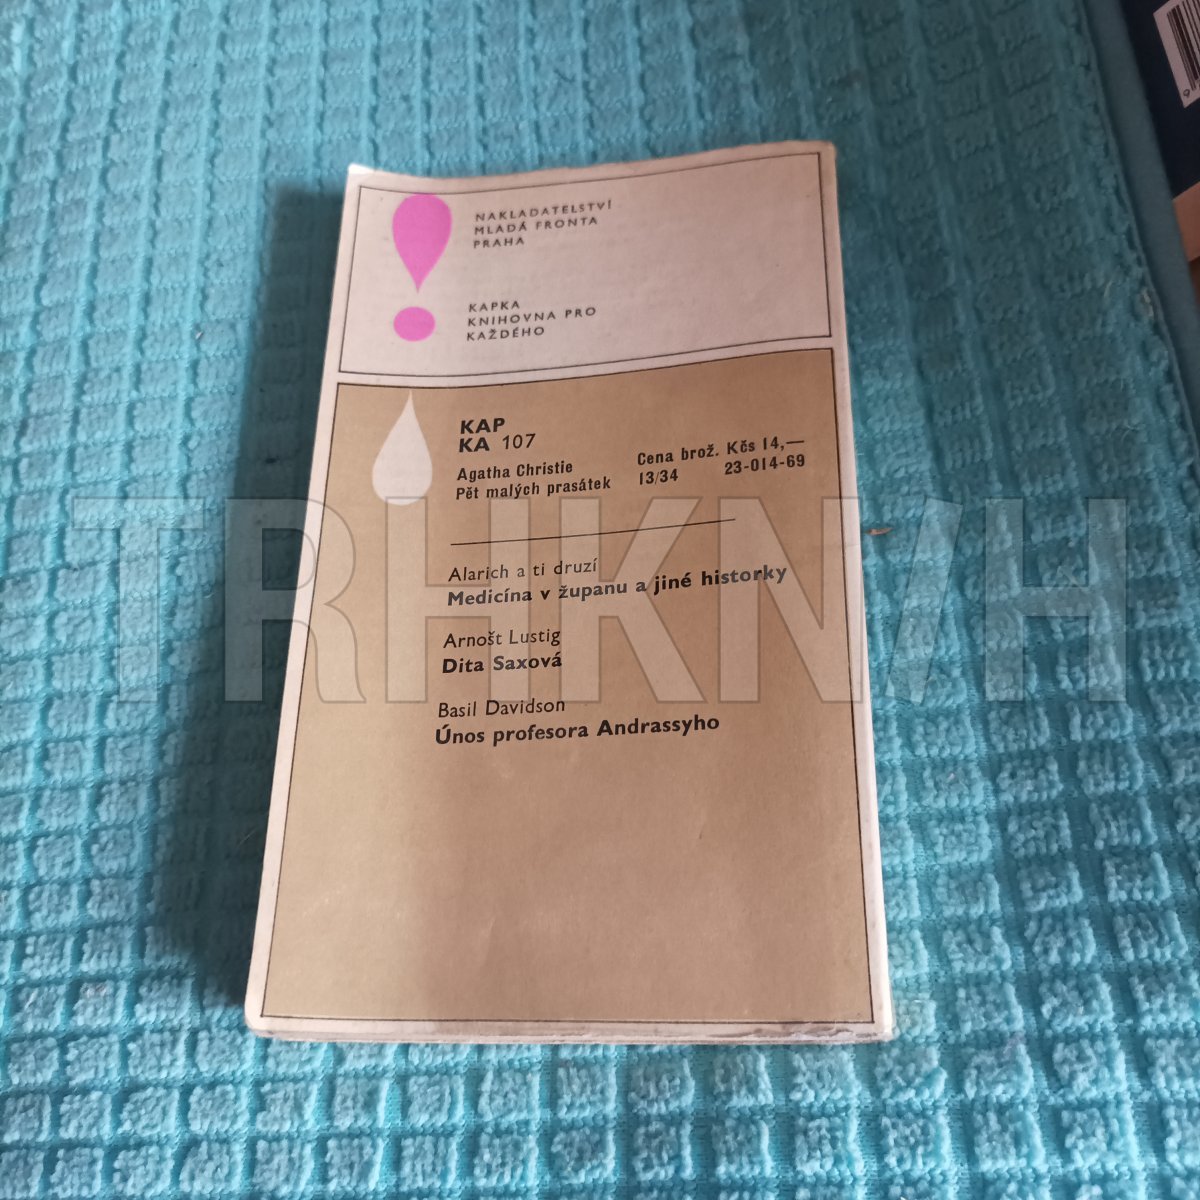 NAKLADATELSTVÍ
MLADÁ FRONTA
PRAHA
KAPKA
KNIHOVNA PRO
KAŽDÉHO
KAP
KA 107
Agatha Christie
Pět malých prasátek
Cena brož. Kčs 14,—
13/34 23-014-69
Alarich a ti druzí
Medicína v županu a jiné historky
Arnošt Lustig
Dita Saxová
Basil Davidson
Únos profesora Andrassyho